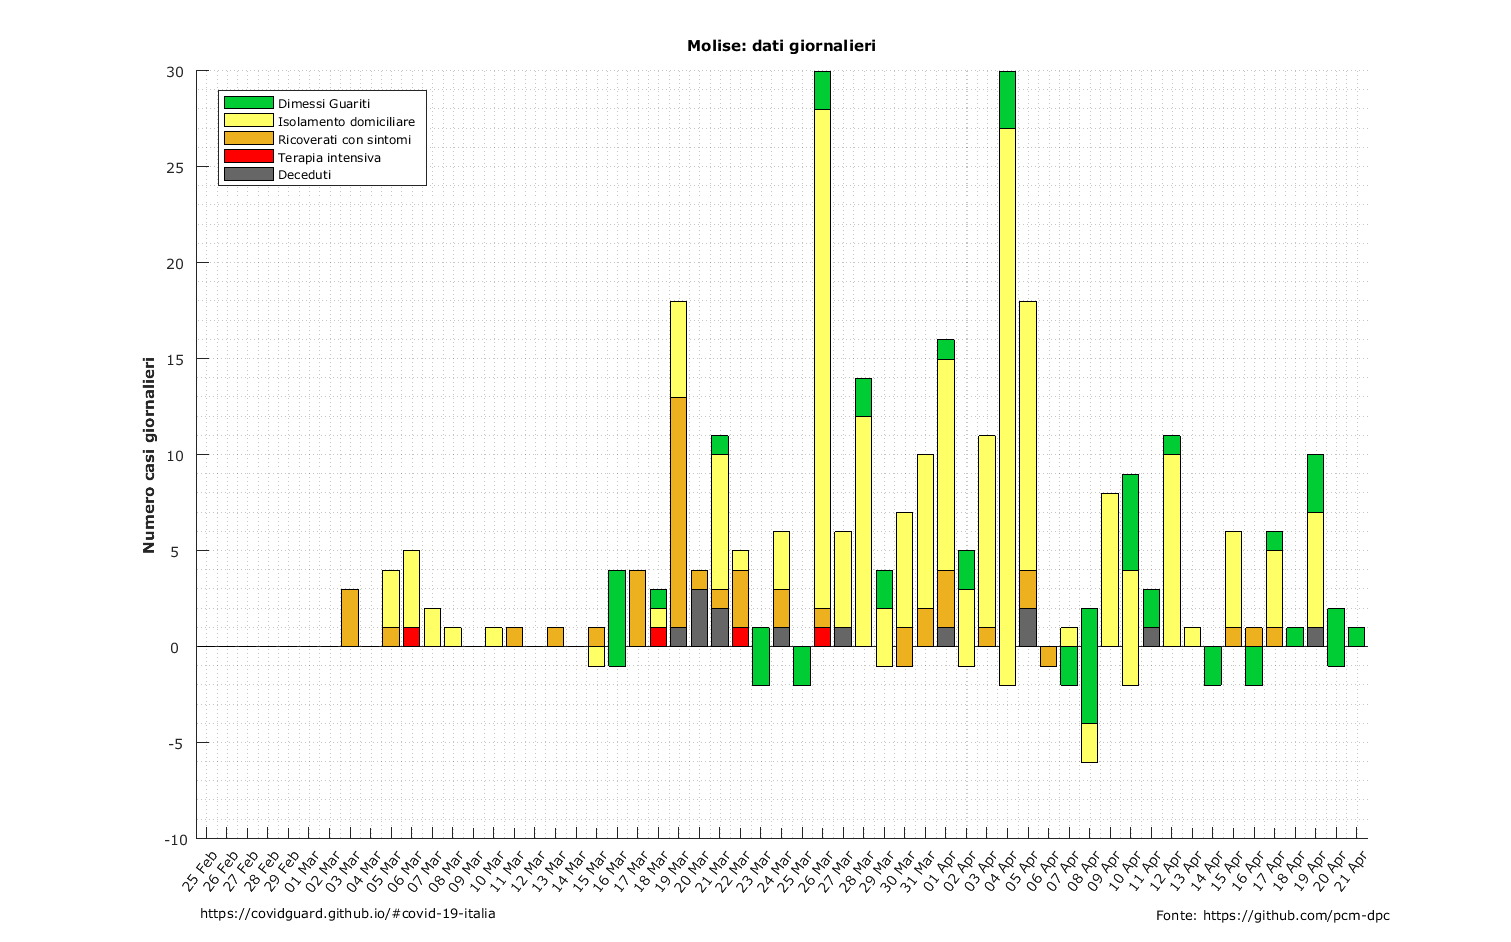 Molise: dati giornalieri
30
25
20
15
10
5
0
-5
-10
Numero casi giornalieri
Dimessi Guariti
Isolamento domiciliare
Ricoverati con sintomi
Terapia intensiva
Deceduti
25 Feb
26 Feb
27 Feb
28 Feb
29 Feb
01 Mar
02 Mar
03 Mar
04 Mar
05 Mar
06 Mar
07 Mar
08 Mar
09 Mar
10 Mar
11 Mar
12 Mar
13 Mar
14 Mar
15 Mar
16 Mar
17 Mar
18 Mar
19 Mar
20 Mar
21 Mar
22 Mar
23 Mar
24 Mar
25 Mar
26 Mar
27 Mar
28 Mar
29 Mar
30 Mar
31 Mar
01 Apr
02 Apr
03 Apr
04 Apr
05 Apr
06 Apr
07 Apr
08 Apr
09 Apr
10 Apr
11 Apr
12 Apr
13 Apr
14 Apr
15 Apr
16 Apr
17 Apr
18 Apr
19 Apr
20 Apr
21 Apr
https://covidguard.github.io/#covid-19-italia
Fonte: https://github.com/pcm-dpc